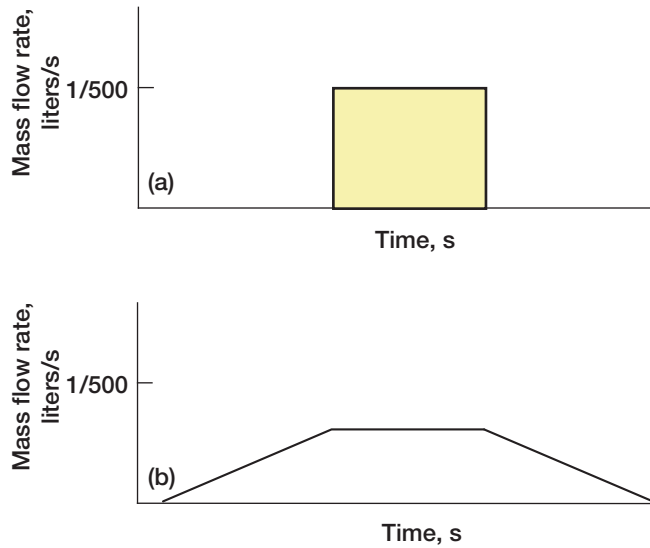 Mass flow rate,
liters/s
1/500
(a)
Time, s
Mass flow rate,
liters/s
1/500
(b)
Time, s